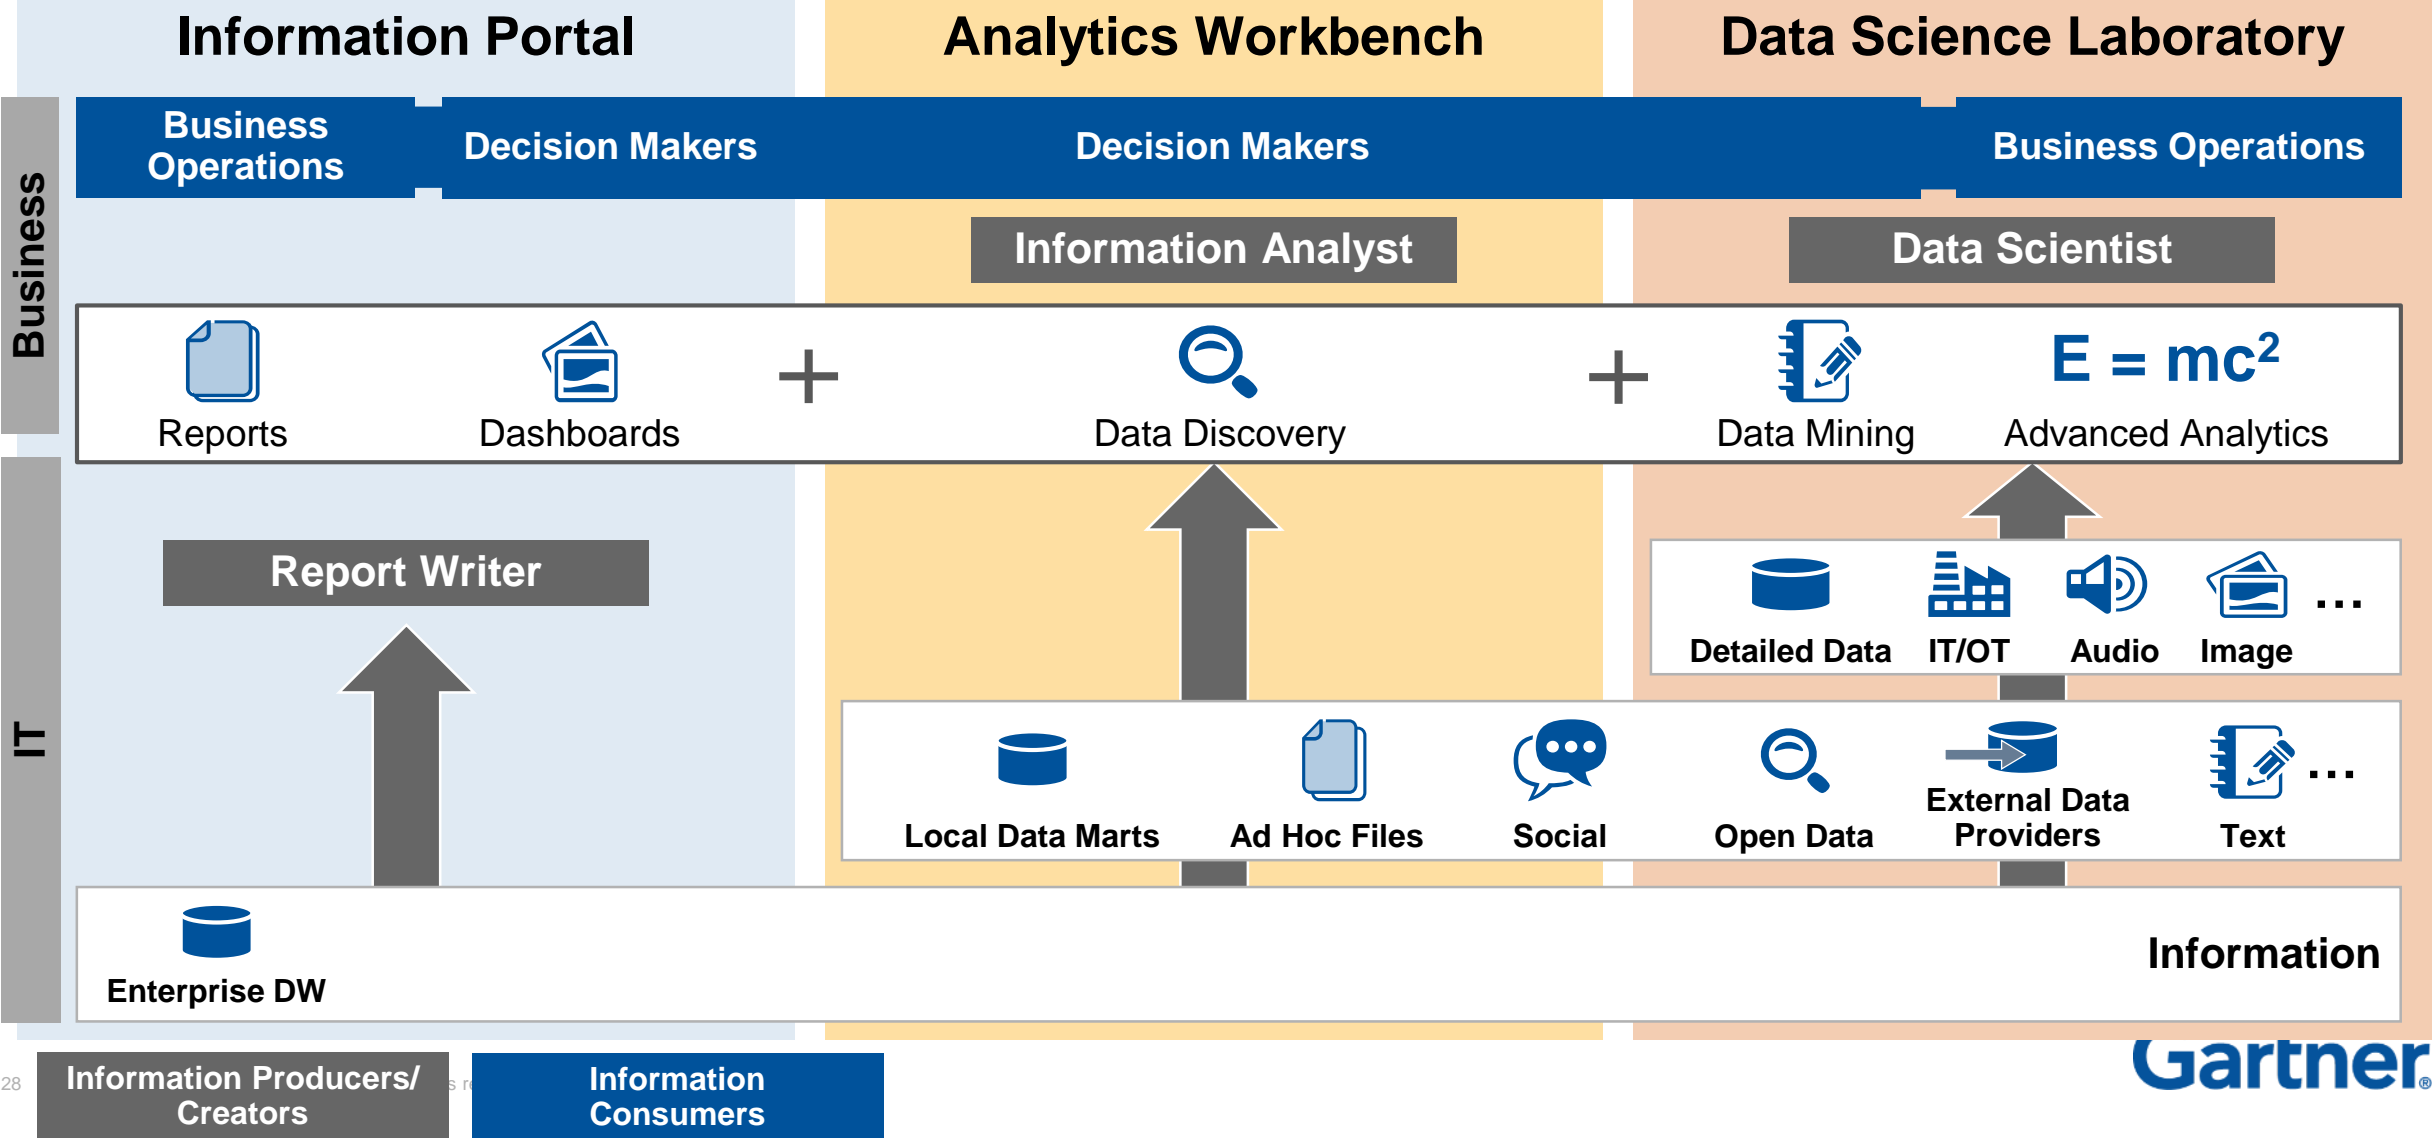 Information Portal
Analytics Workbench
Data Science Laboratory
Business
Business
Operations
Decision Makers
Decision Makers
Business Operations
Information Analyst
Data Scientist
E = mc²
Reports
Dashboards
Data Discovery
Data Mining
Advanced Analytics
IT
Report Writer
...
Detailed Data
IT/OT
Audio
Image
...
Local Data Marts
Ad Hoc Files
Social
Open Data
External Data
Providers
Text
Information
Enterprise DW
28
Information Producers/
Creators
Information
Consumers
Gartner®